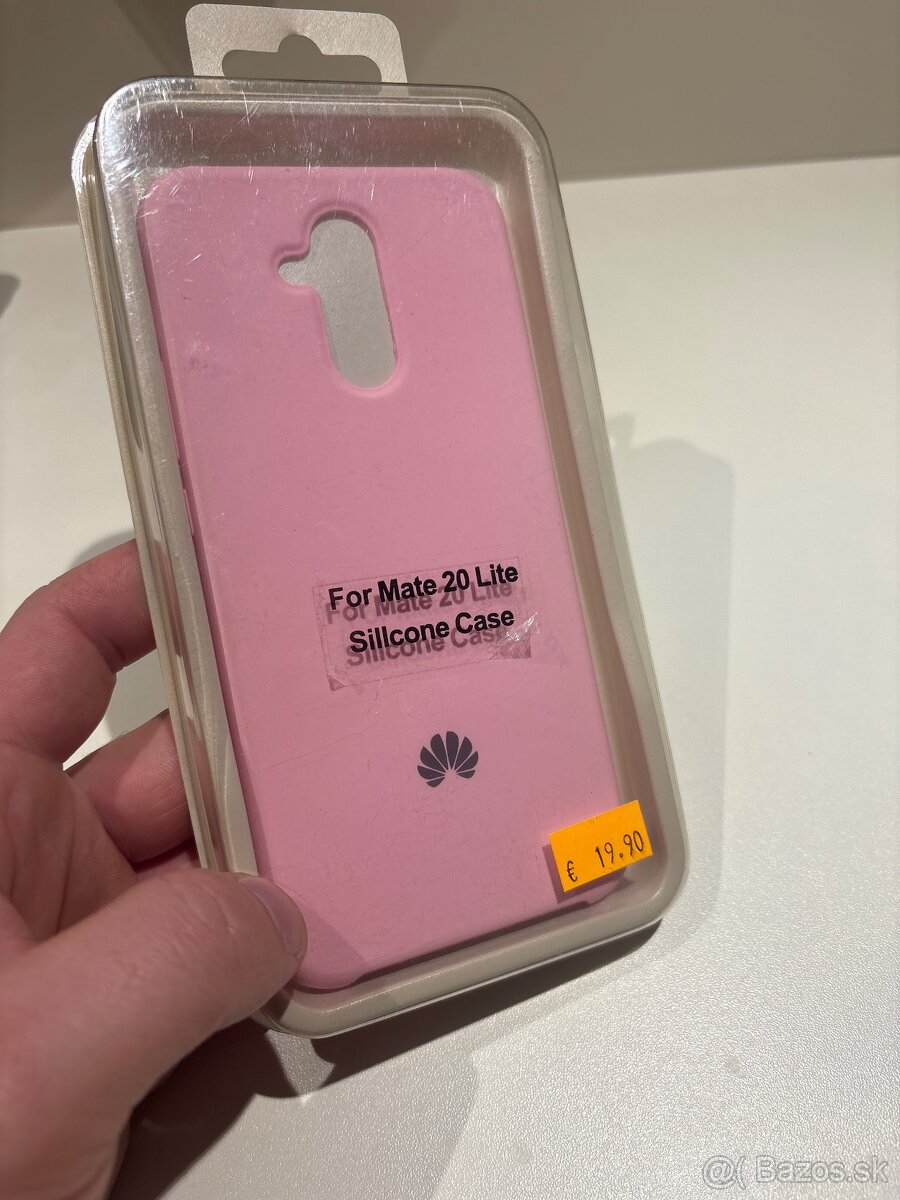 For Mate 20 Lite
Sillcone Case
€ 19.90
@( Bazos.sk